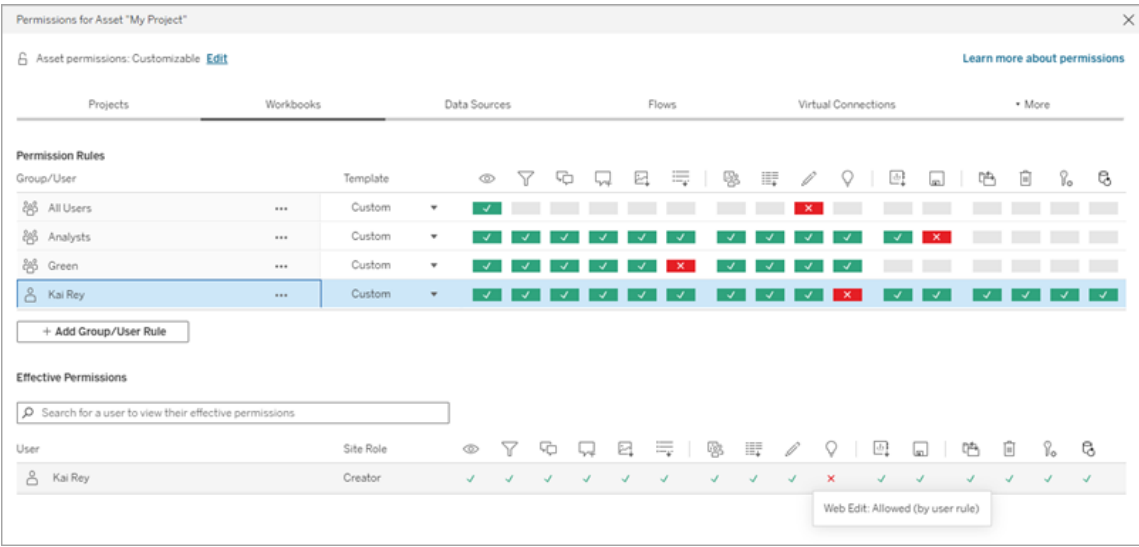 Permissions for Asset "My Project"
Asset permissions: Customizable Edit
Learn more about permissions
Projects Workbooks Data Sources Flows Virtual Connections More
Permission Rules
Group/User Template
All Users ... Custom
Analysts ... Custom
Green ... Custom
Kai Rey ... Custom
+ Add Group/User Rule
Effective Permissions
Search for a user to view their effective permissions
User Site Role
Kai Rey Creator
Web Edit: Allowed (by user rule)